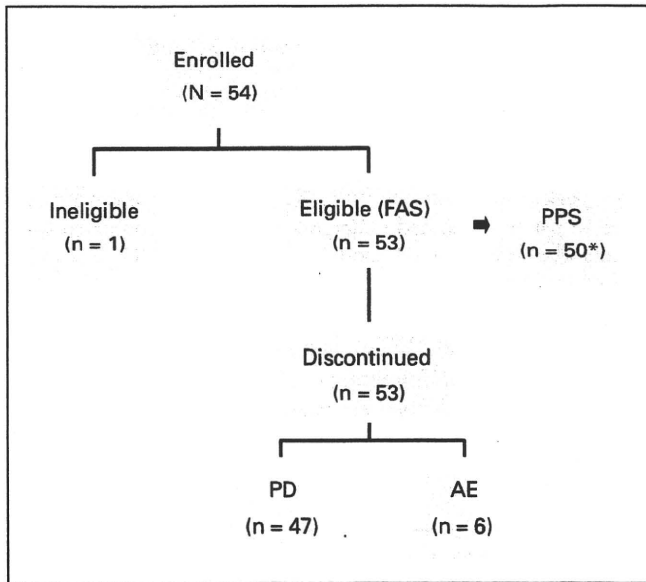 Enrolled
(N = 54)
Ineligible
(n = 1)
Eligible (FAS)
(n = 53)
PPS
(n = 50*)
Discontinued
(n = 53)
PD
(n = 47)
AE
(n = 6)